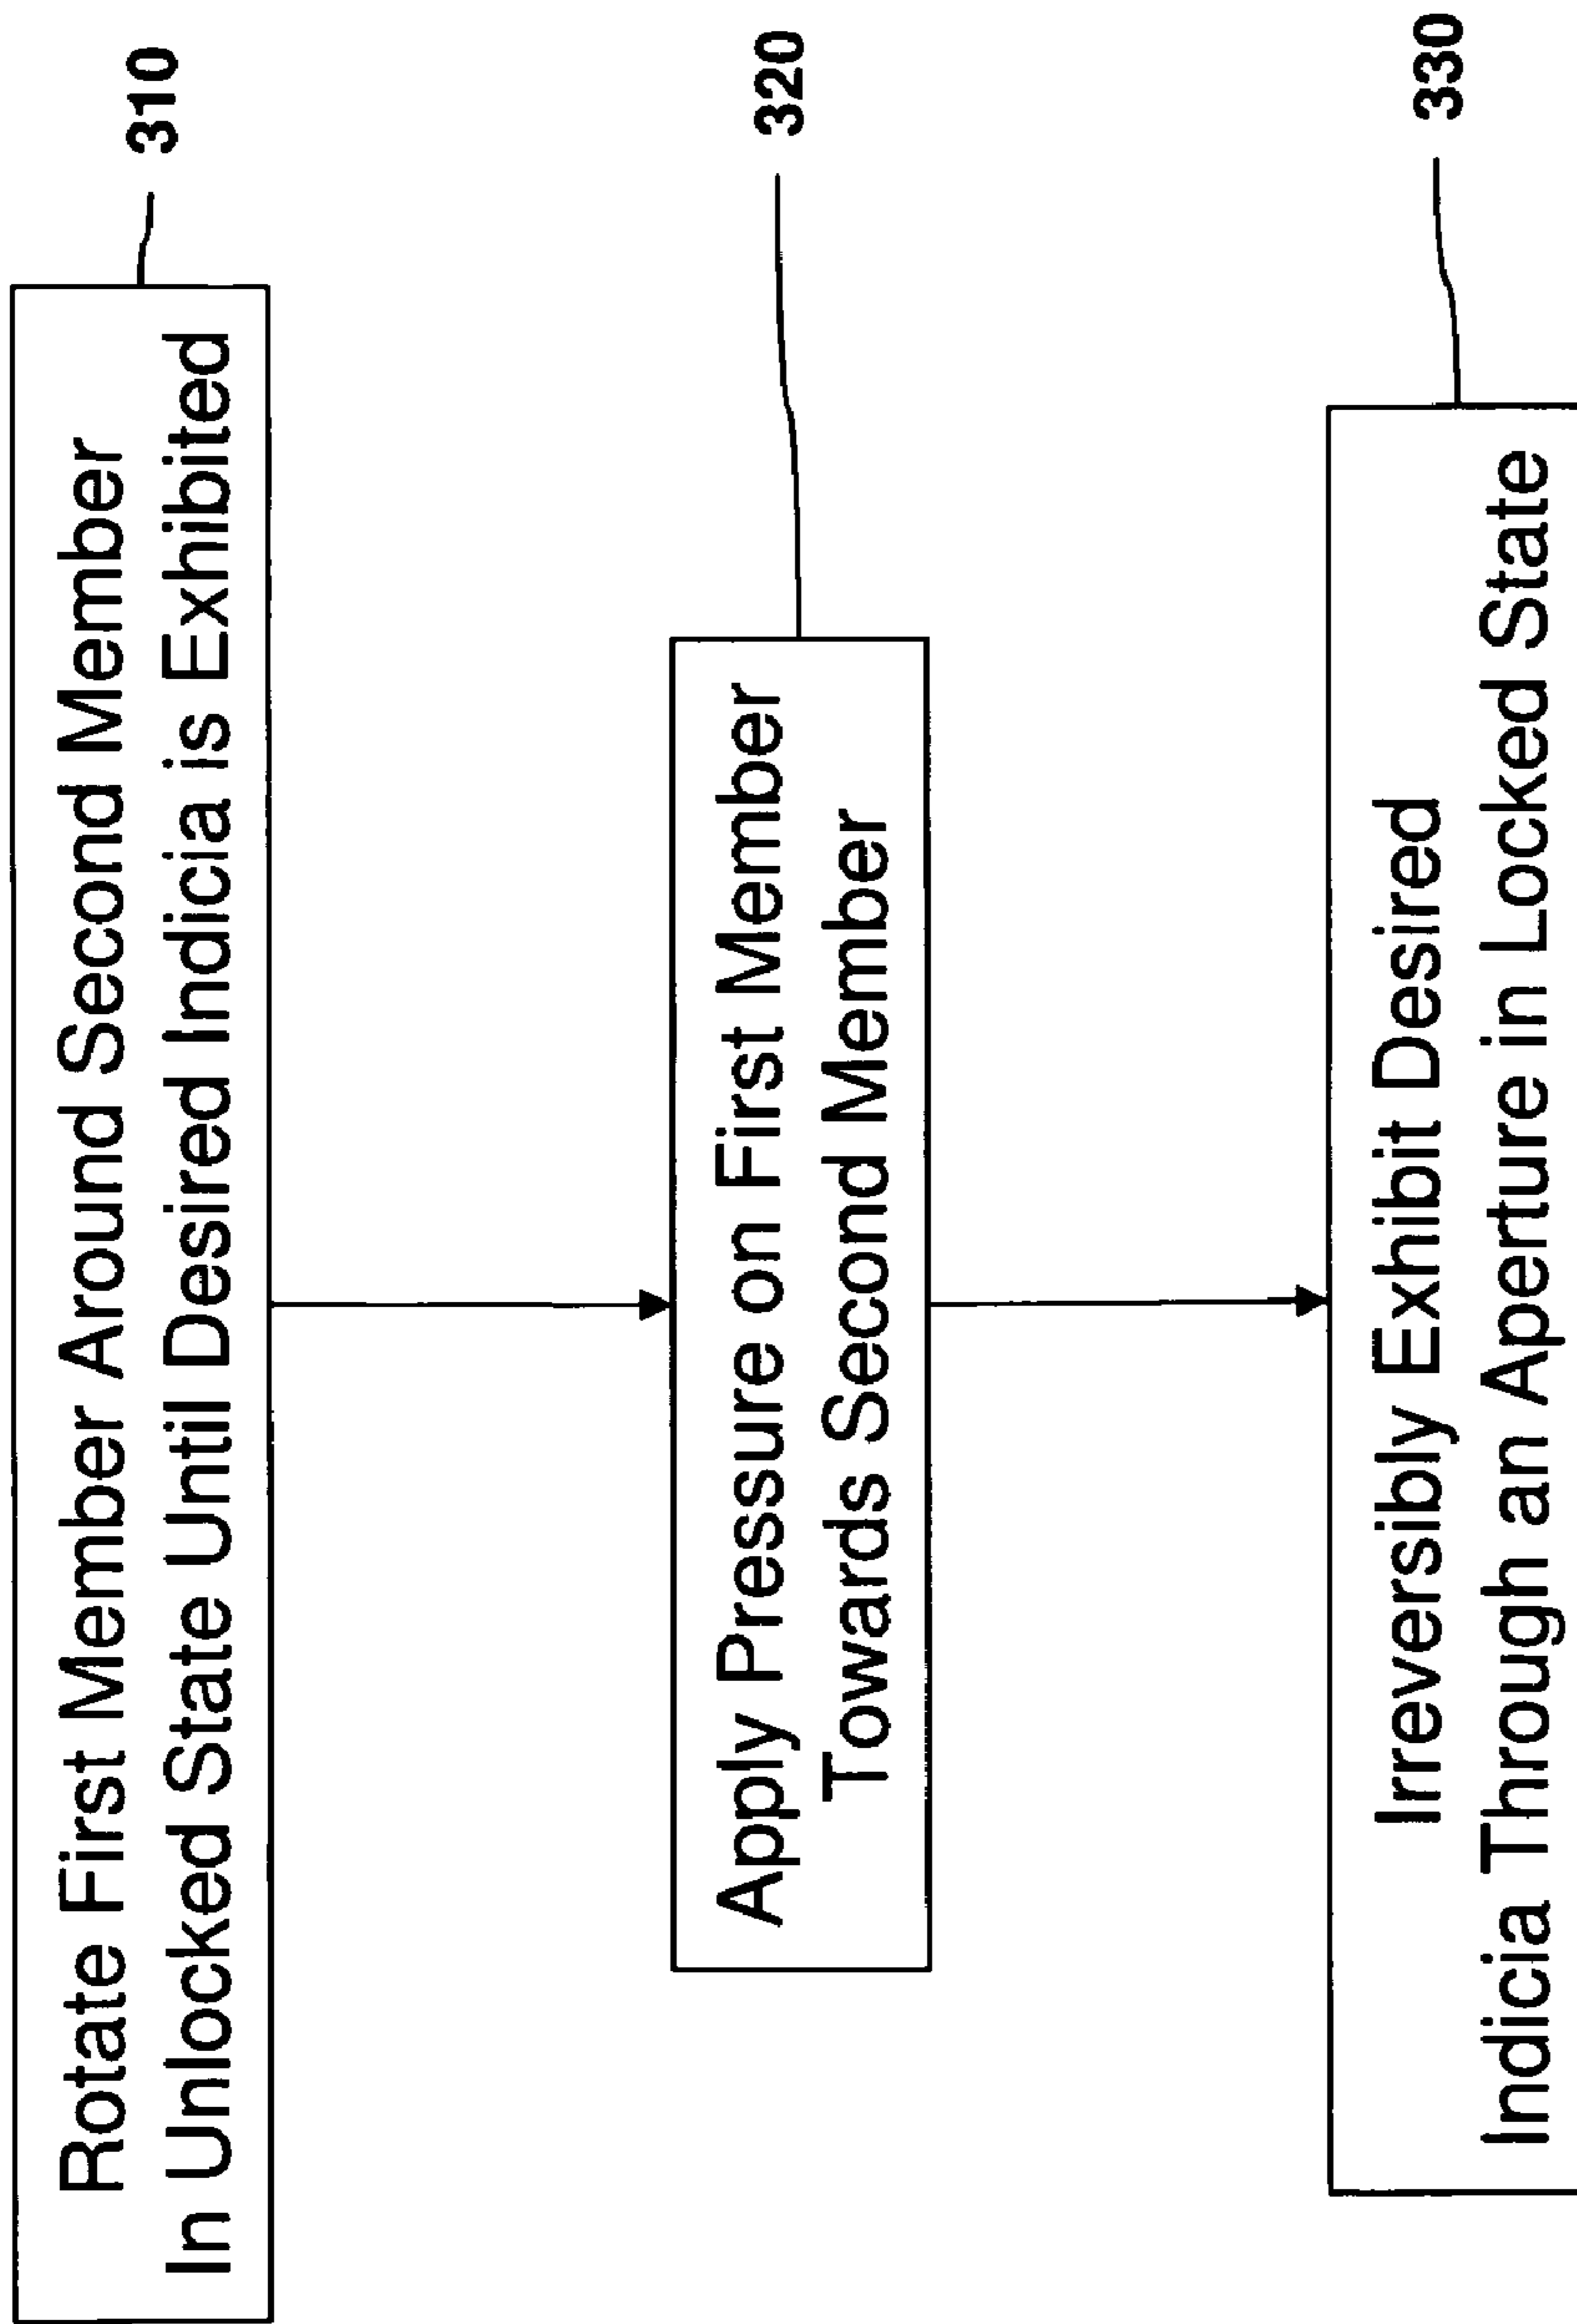 Rotate First Member Around Second Member
In Unlocked State Until Desired Indicia is Exhibited
310
Apply Pressure on First Member
Towards Second Member
320
Irreversibly Exhibit Desired
Indicia Through an Aperture in Locked State
330